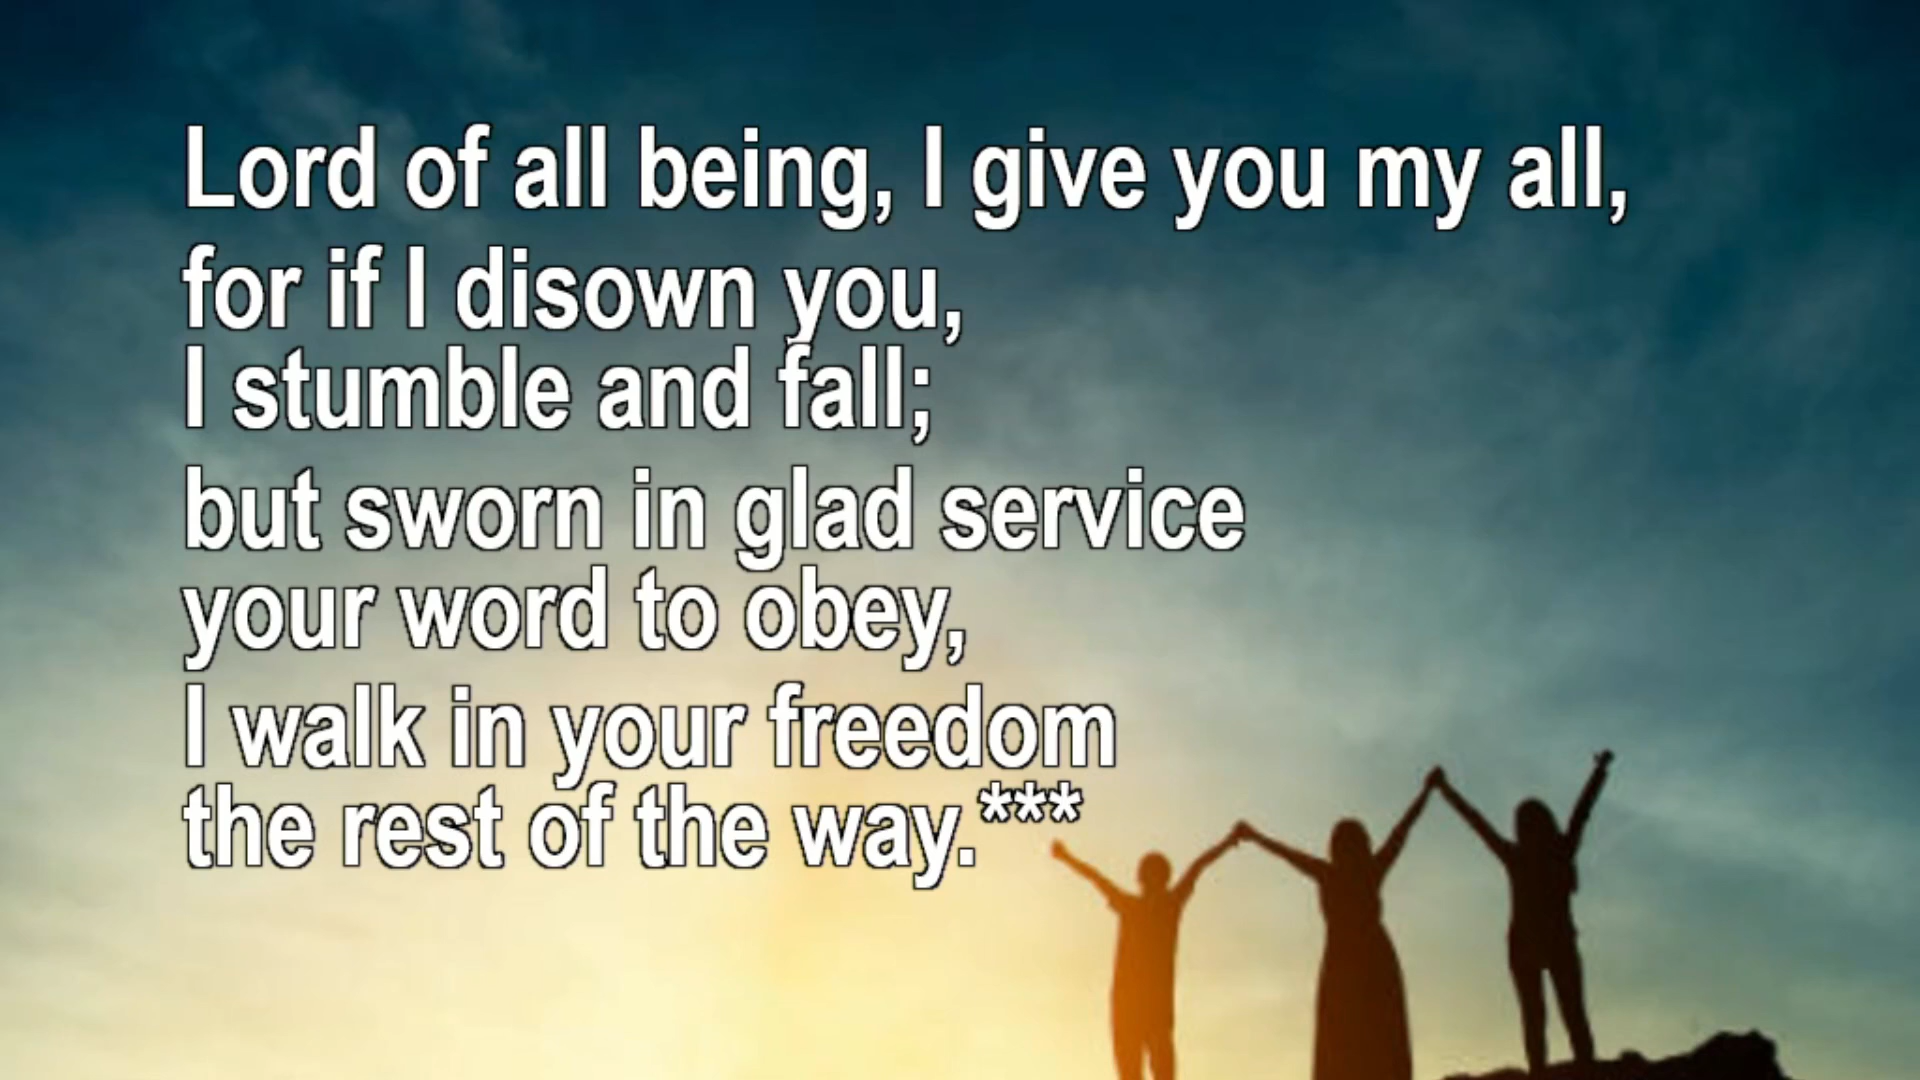 Lord of all being, I give you my all,
for if I disown you,
I stumble and fall;
but sworn in glad service
your word to obey,
I walk in your freedom
the rest of the way.***